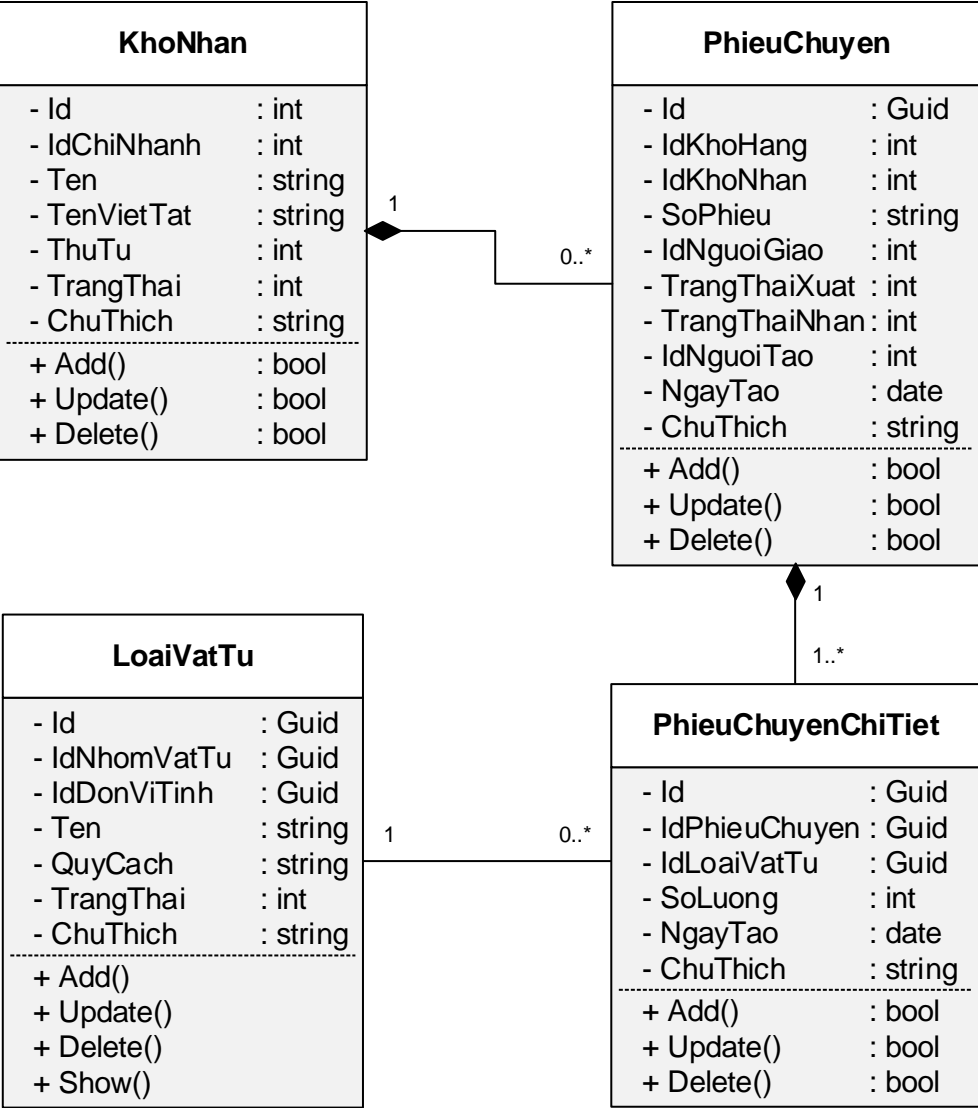 KhoNhan
- Id : int
- IdChiNhanh : int
- Ten : string
- TenVietTat : string
- ThuTu : int
- TrangThai : int
- ChuThich : string
+ Add() : bool
+ Update() : bool
+ Delete() : bool
1
0..*
PhieuChuyen
- Id : Guid
- IdKhoHang : int
- IdKhoNhan : int
- SoPhieu : string
- IdNguoiGiao : int
- TrangThaiXuat : int
- TrangThaiNhan : int
- IdNguoiTao : int
- NgayTao : date
- ChuThich : string
+ Add() : bool
+ Update() : bool
+ Delete() : bool
1
1..*
LoaiVatTu
- Id : Guid
- IdNhomVatTu : Guid
- IdDonViTinh : Guid
- Ten : string
- QuyCach : string
- TrangThai : int
- ChuThich : string
+ Add()
+ Update()
+ Delete()
+ Show()
1
0..*
PhieuChuyenChiTiet
- Id : Guid
- IdPhieuChuyen : Guid
- IdLoaiVatTu : Guid
- SoLuong : int
- NgayTao : date
- ChuThich : string
+ Add() : bool
+ Update() : bool
+ Delete() : bool